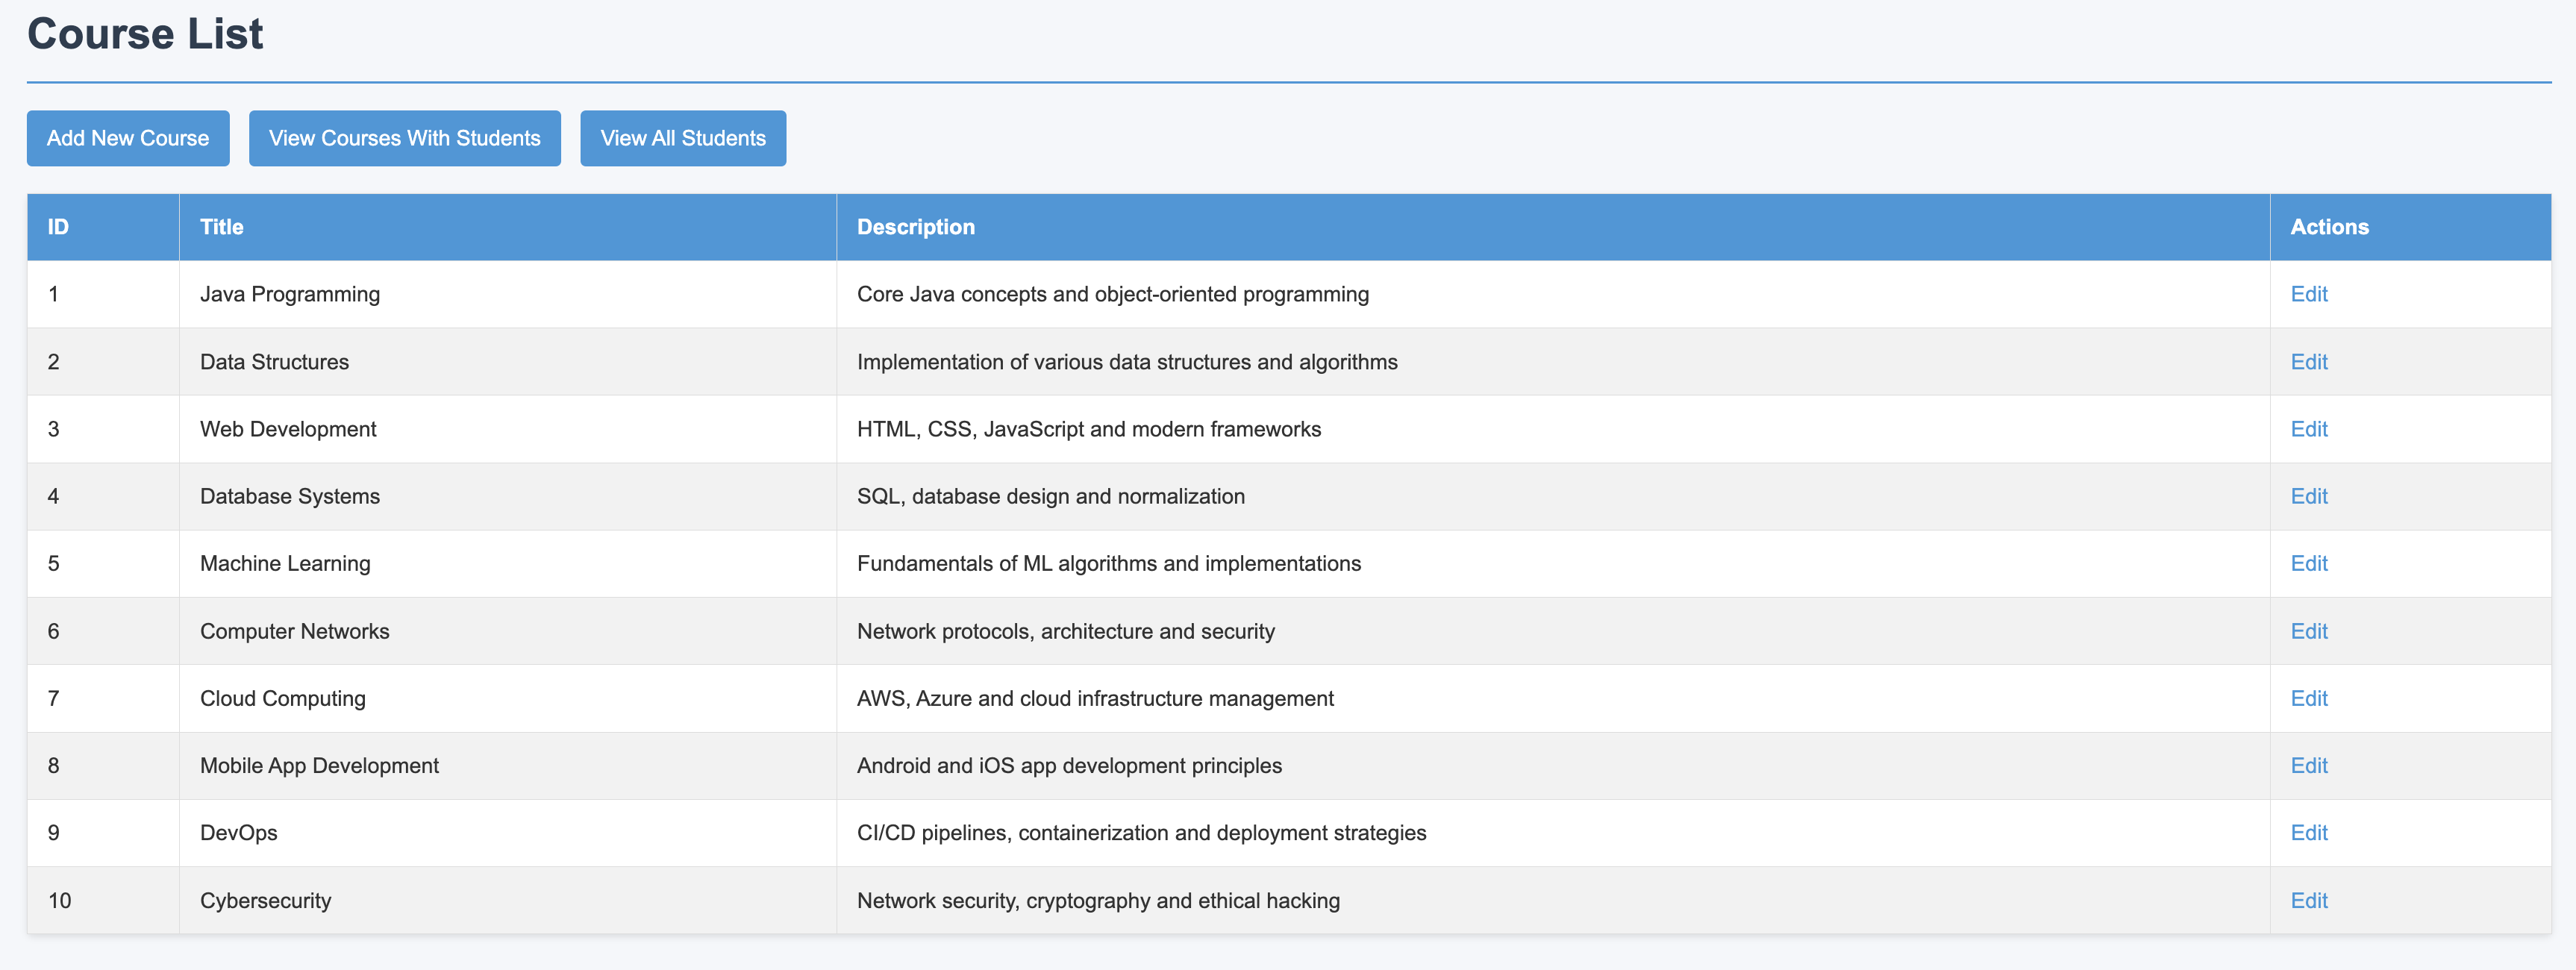 Course List
Add New Course View Courses With Students View All Students
ID Title Description Actions
1 Java Programming Core Java concepts and object-oriented programming Edit
2 Data Structures Implementation of various data structures and algorithms Edit
3 Web Development HTML, CSS, JavaScript and modern frameworks Edit
4 Database Systems SQL, database design and normalization Edit
5 Machine Learning Fundamentals of ML algorithms and implementations Edit
6 Computer Networks Network protocols, architecture and security Edit
7 Cloud Computing AWS, Azure and cloud infrastructure management Edit
8 Mobile App Development Android and iOS app development principles Edit
9 DevOps CI/CD pipelines, containerization and deployment strategies Edit
10 Cybersecurity Network security, cryptography and ethical hacking Edit